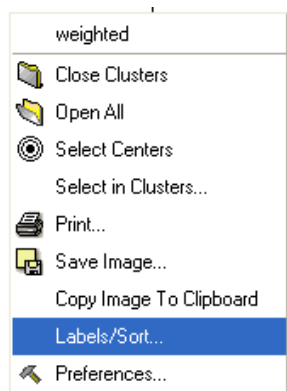 weighted
Close Clusters
Open All
Select Centers
Select in Clusters...
Print...
Save Image...
Copy Image To Clipboard
Labels/Sort...
Preferences...